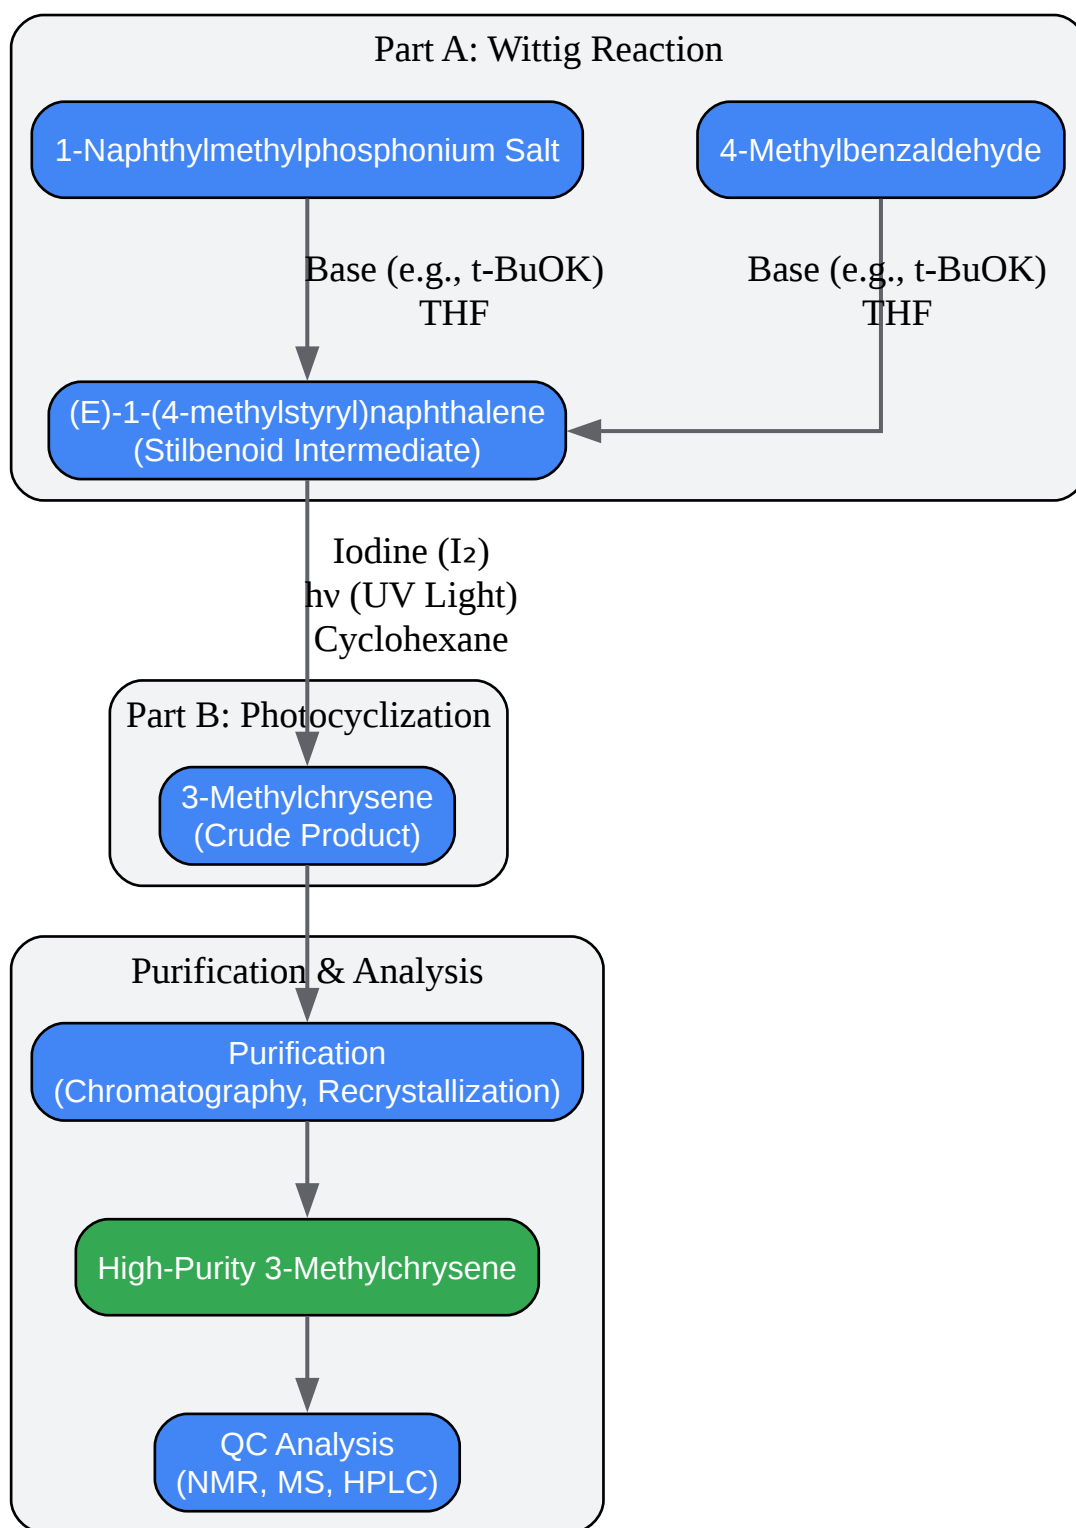 Part A: Wittig Reaction
1-Naphthylmethylphosphonium Salt
4-Methylbenzaldehyde
Base (e.g., t-BuOK)
THF
Base (e.g., t-BuOK)
THF
(E)-1-(4-methylstyryl)naphthalene
(Stilbenoid Intermediate)
Iodine (I₂)
hν (UV Light)
Cyclohexane
Part B: Photocyclization
3-Methylchrysene
(Crude Product)
Purification & Analysis
Purification
(Chromatography, Recrystallization)
High-Purity 3-Methylchrysene
QC Analysis
(NMR, MS, HPLC)